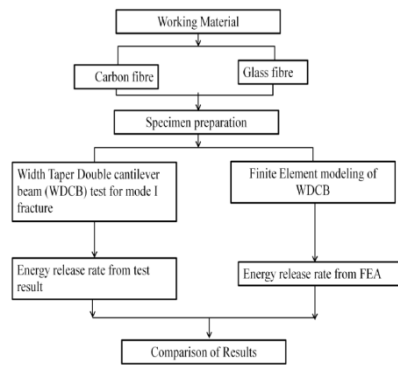 Working Material
Carbon fibre
Glass fibre
Specimen preparation
Width Taper Double cantilever
beam (WDCB) test for mode I
fracture
Finite Element modeling of
WDCB
Energy release rate from test
result
Energy release rate from FEA
Comparison of Results